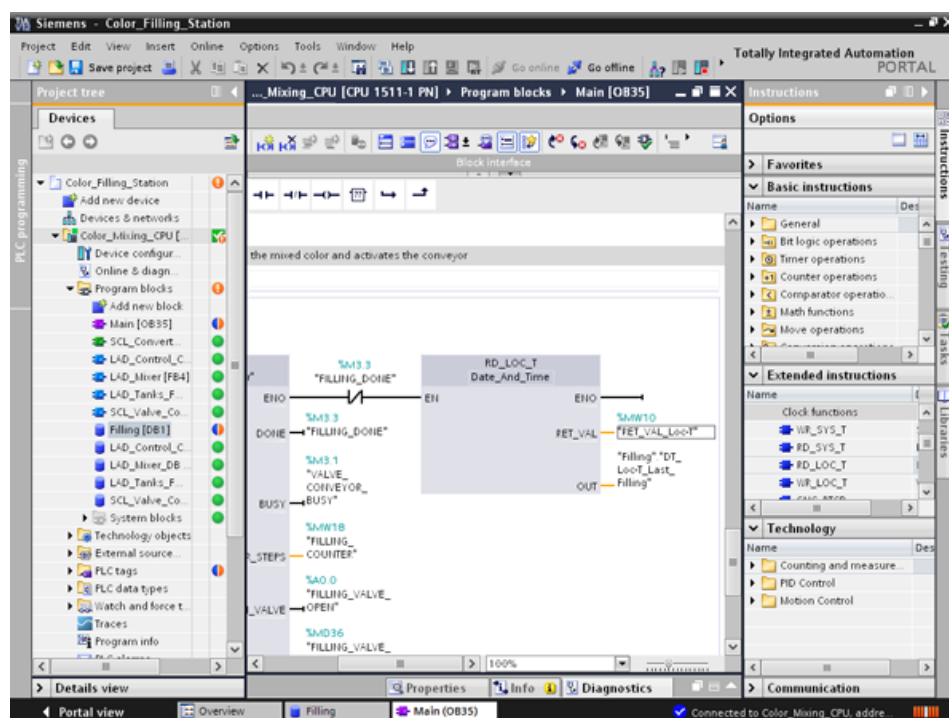 Siemens - Color_Filling_Station
Project Edit View Insert Online Options Tools Window Help
Save project
Go online
Go offline
Totally Integrated Automation
PORTAL
Project tree
..._Mixing_CPU [CPU 1511-1 PN] Program blocks Main [OB35]
Instructions
Devices
Options
PLC programming
Block interface
Color_Filling_Station
Add new device
Devices & networks
Color_Mixing_CPU [...
Device configur...
Online & diagn...
Program blocks
Add new block
Main [OB35]
SCL_Convert...
LAD_Control_C...
LAD_Mixer [FB4]
LAD_Tanks_F...
SCL_Valve_Co...
Filling [DB1]
LAD_Control_C...
LAD_Mixer_DB ...
LAD_Tanks_F...
SCL_Valve_Co...
System blocks
Technology objects
External source...
PLC tags
PLC data types
Watch and force t...
Traces
Program info
Details view
the mixed color and activates the conveyor
ENO
%M3.3
"FILLING_DONE"
RD_LOC_T
Date_And_Time
EN
ENO
DONE
%M3.3
"FILLING_DONE"
RET_VAL
%MW10
"RET_VAL_Loc-T"
BUSY
%M3.1
"VALVE_
CONVEYOR_
BUSY"
OUT
"Filling"."DT_
Loc-T_Last_
Filling"
_STEPS
%MW18
"FILLING_
COUNTER"
_VALVE
%A0.0
"FILLING_VALVE_
OPEN"
%MD36
"FILLING_VALVE_
100%
Properties
Info
Diagnostics
Favorites
Basic instructions
Name Des
General
Bit logic operations
Timer operations
Counter operations
Comparator operatio...
Math functions
Move operations
Extended instructions
Name
Clock functions
WR_SYS_T
RD_SYS_T
RD_LOC_T
WR_LOC_T
Technology
Name Des
Counting and measure...
PID Control
Motion Control
Communication
Instructions
Testing
Tasks
Libraries
Portal view
Overview
Filling
Main (OB35)
Connected to Color_Mixing_CPU, addre...